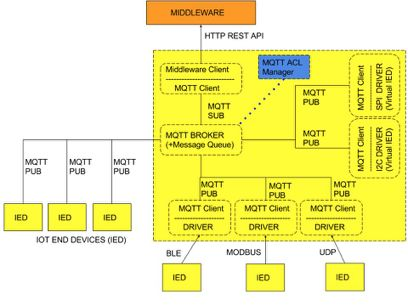 MIDDLEWARE
HTTP REST API
Middleware Client
MQTT Client
MQTT ACL
Manager
MQTT
SUB
MQTT BROKER
(+Message Queue)
MQTT
PUB
MQTT
PUB
MQTT Client
SPI DRIVER
(Virtual IED)
MQTT Client
I2C DRIVER
(Virtual IED)
MQTT
PUB
MQTT
PUB
MQTT
PUB
IED
IED
IED
IOT END DEVICES (IED)
MQTT
PUB
MQTT
PUB
MQTT
PUB
MQTT Client
DRIVER
MQTT Client
DRIVER
MQTT Client
DRIVER
BLE
MODBUS
UDP
IED
IED
IED